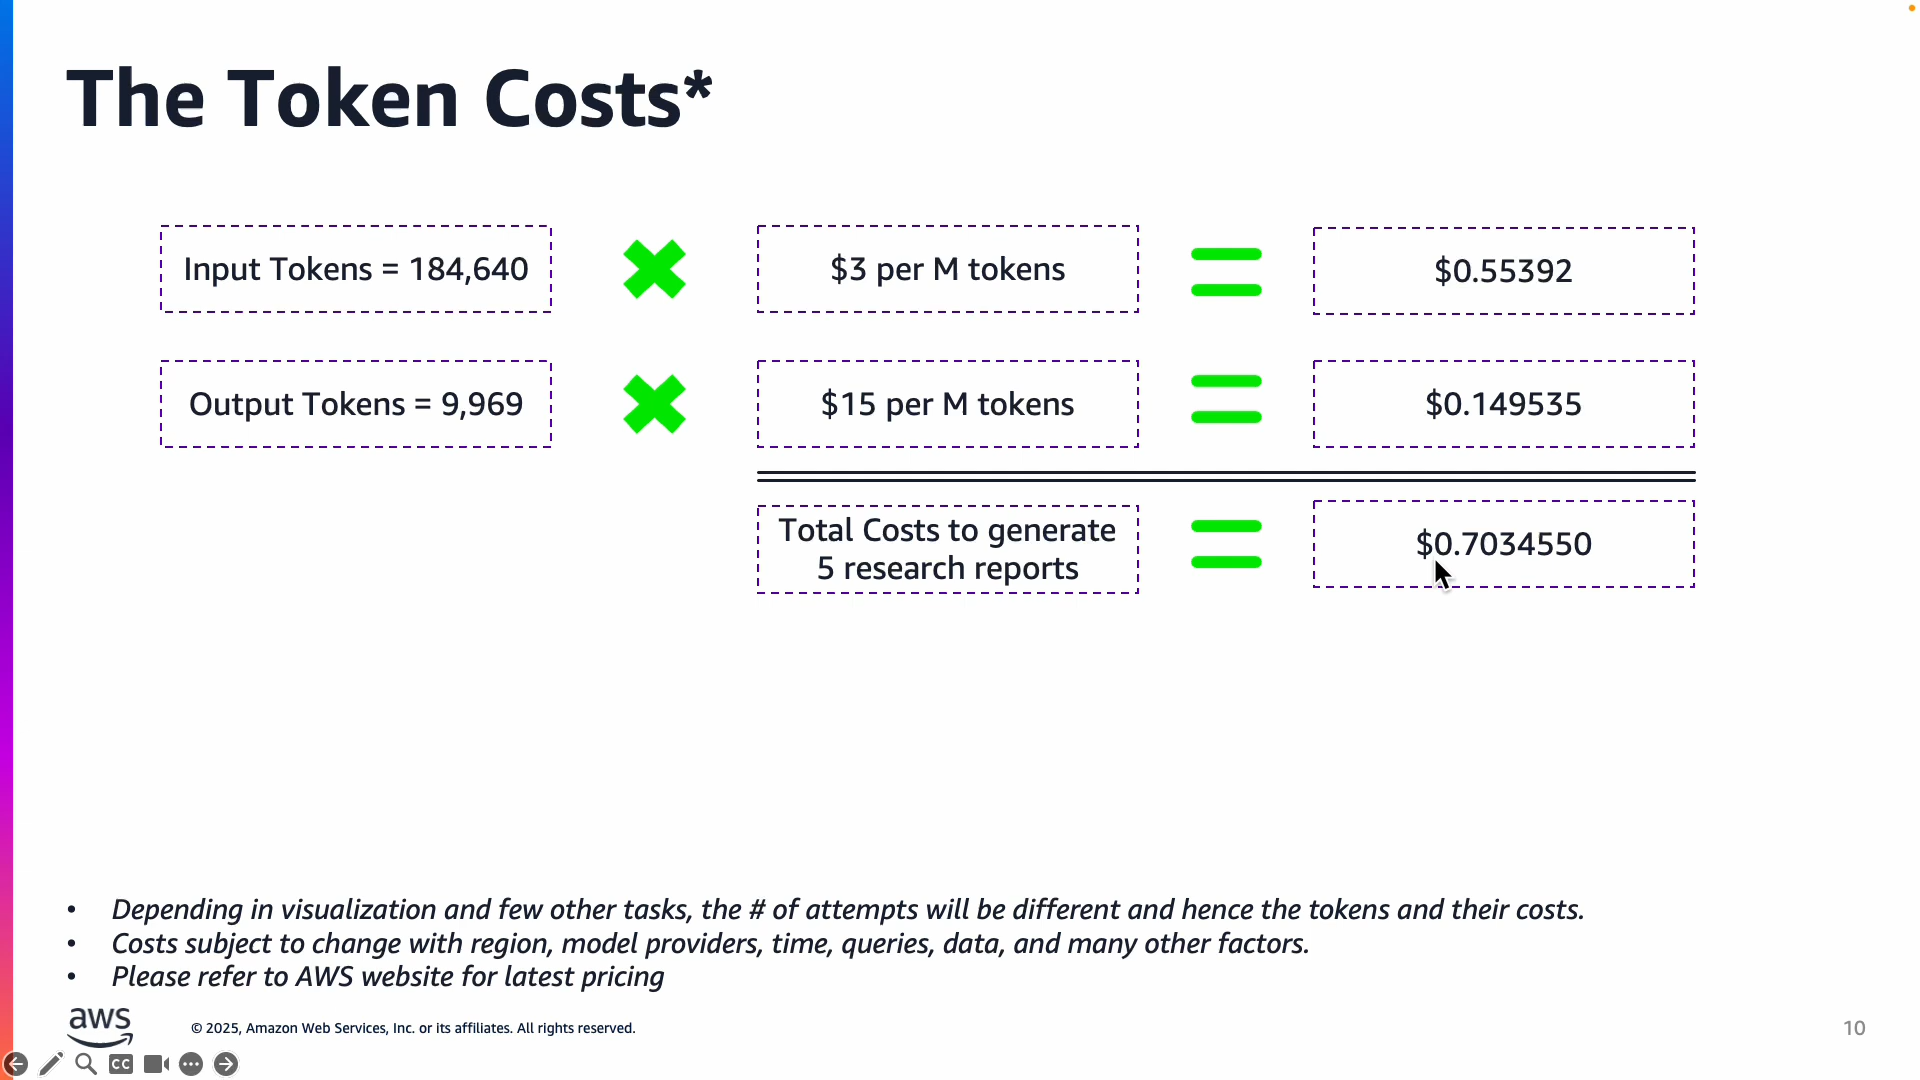 The Token Costs*
Input Tokens = 184,640
$3 per M tokens
$0.55392
Output Tokens = 9,969
$15 per M tokens
$0.149535
Total Costs to generate
5 research reports
$0.7034550
• Depending in visualization and few other tasks, the # of attempts will be different and hence the tokens and their costs.
• Costs subject to change with region, model providers, time, queries, data, and many other factors.
• Please refer to AWS website for latest pricing
aws
© 2025, Amazon Web Services, Inc. or its affiliates. All rights reserved.
10
CC